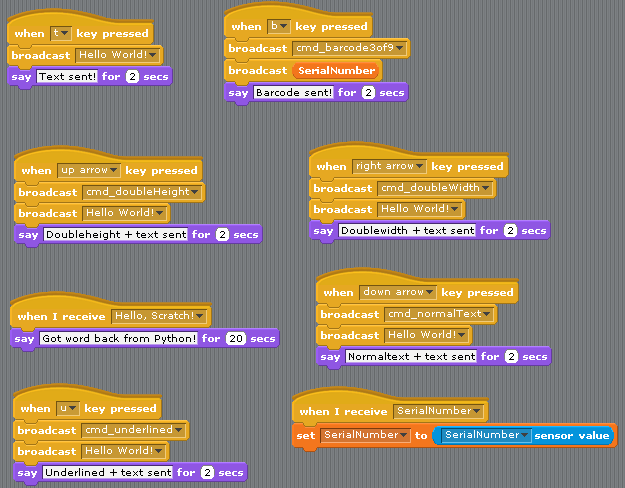 when t key pressed
broadcast Hello World!
say Text sent! for 2 secs
when b key pressed
broadcast cmd_barcode3of9
broadcast SerialNumber
say Barcode sent! for 2 secs
when up arrow key pressed
broadcast cmd_doubleHeight
broadcast Hello World!
say Doubleheight + text sent for 2 secs
when right arrow key pressed
broadcast cmd_doubleWidth
broadcast Hello World!
say Doublewidth + text sent for 2 secs
when I receive Hello, Scratch!
say Got word back from Python! for 20 secs
when down arrow key pressed
broadcast cmd_normalText
broadcast Hello World!
say Normaltext + text sent for 2 secs
when u key pressed
broadcast cmd_underlined
broadcast Hello World!
say Underlined + text sent for 2 secs
when I receive SerialNumber
set SerialNumber to SerialNumber sensor value